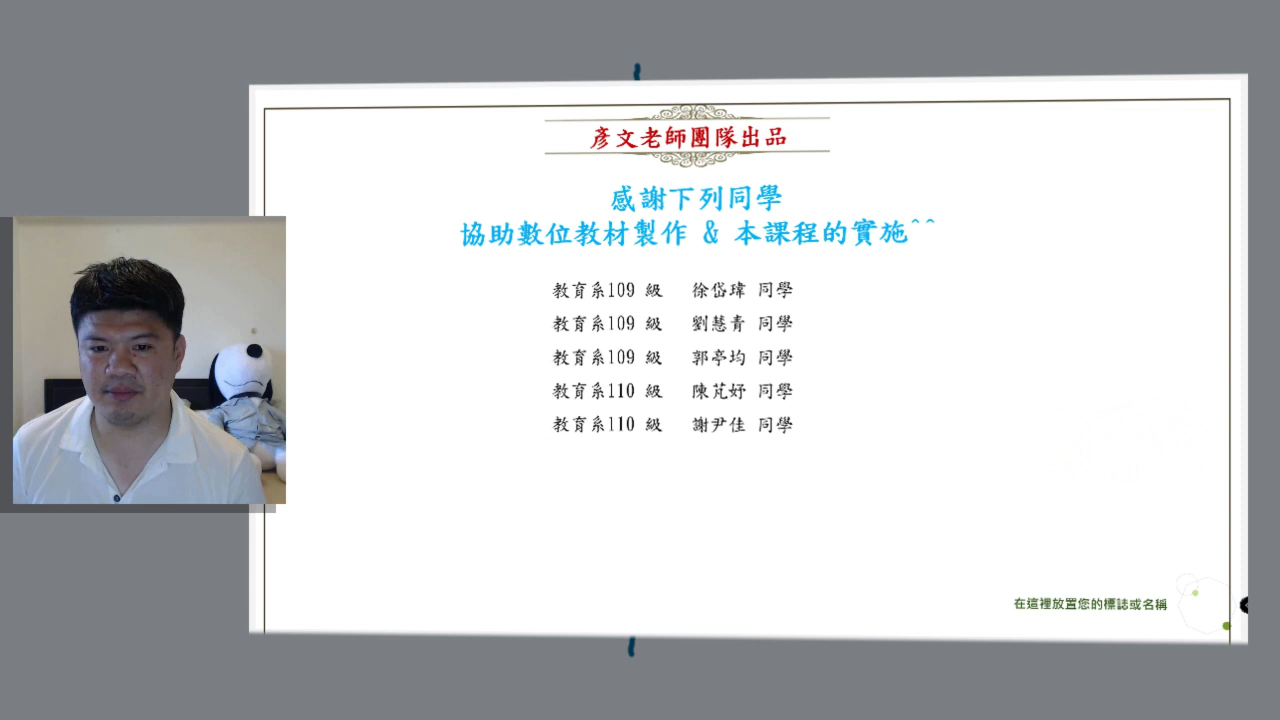 彥文老師團隊出品
感謝下列同學
協助數位教材製作 & 本課程的實施^^
教育系109 級 徐岱瑋 同學
教育系109 級 劉慧青 同學
教育系109 級 郭亭均 同學
教育系110 級 陳芃妤 同學
教育系110 級 謝尹佳 同學
在這裡放置您的標誌或名稱